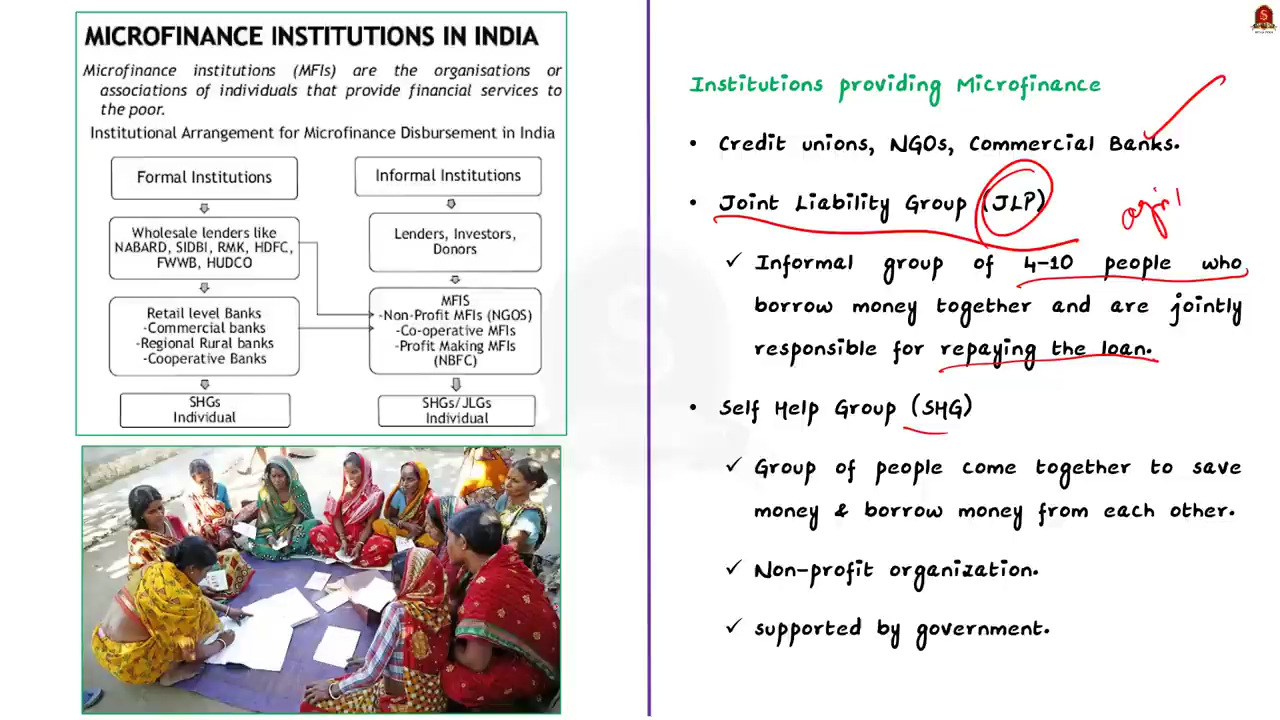 MICROFINANCE INSTITUTIONS IN INDIA
Microfinance institutions (MFIs) are the organisations or
associations of individuals that provide financial services to
the poor.
Institutional Arrangement for Microfinance Disbursement in India
Formal Institutions
Wholesale lenders like
NABARD, SIDBI, RMK, HDFC,
FWWB, HUDCO
Retail level Banks
-Commercial banks
-Regional Rural banks
-Cooperative Banks
SHGs
Individual
Informal Institutions
Lenders, Investors,
Donors
MFIS
-Non-Profit MFIs (NGOS)
-Co-operative MFIs
-Profit Making MFIs
(NBFC)
SHGs/JLGs
Individual
Institutions providing Microfinance
• Credit unions, NGOs, Commercial Banks.
• Joint Liability Group (JLP)
✓ Informal group of 4-10 people who
borrow money together and are jointly
responsible for repaying the loan.
• Self Help Group (SHG)
✓ Group of people come together to save
money & borrow money from each other.
✓ Non-profit organization.
✓ supported by government.